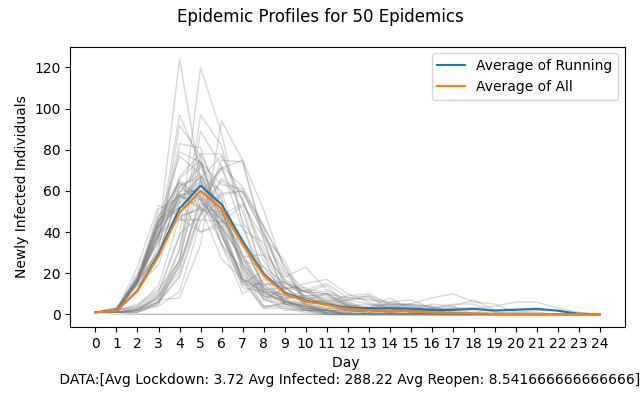 Epidemic Profiles for 50 Epidemics
Newly Infected Individuals
120
100
80
60
40
20
0
Average of Running
Average of All
0 1 2 3 4 5 6 7 8 9 10 11 12 13 14 15 16 17 18 19 20 21 22 23 24
Day
DATA:[Avg Lockdown: 3.72 Avg Infected: 288.22 Avg Reopen: 8.541666666666666]